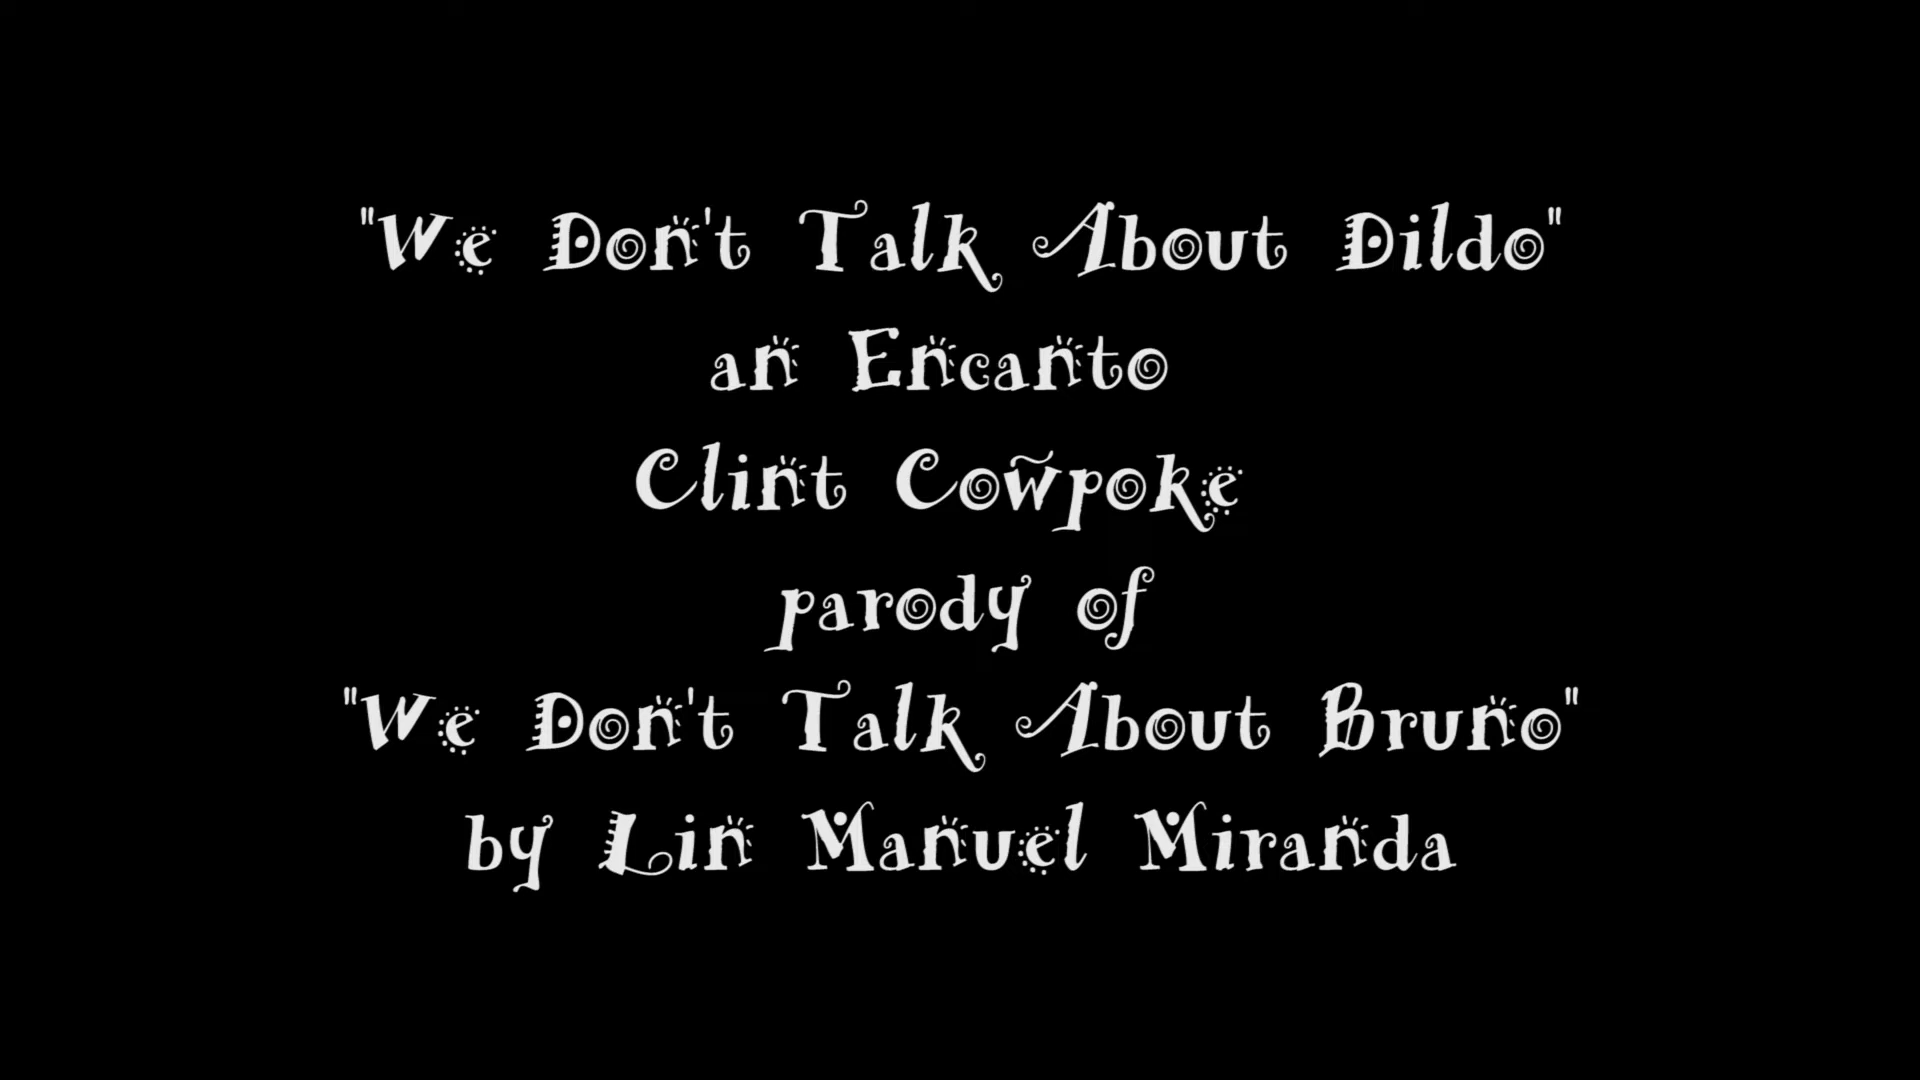 "We Don't Talk About Dildo"
an Encanto
Clint Cowpoke
parody of
"We Don't Talk About Bruno"
by Lin Manuel Miranda